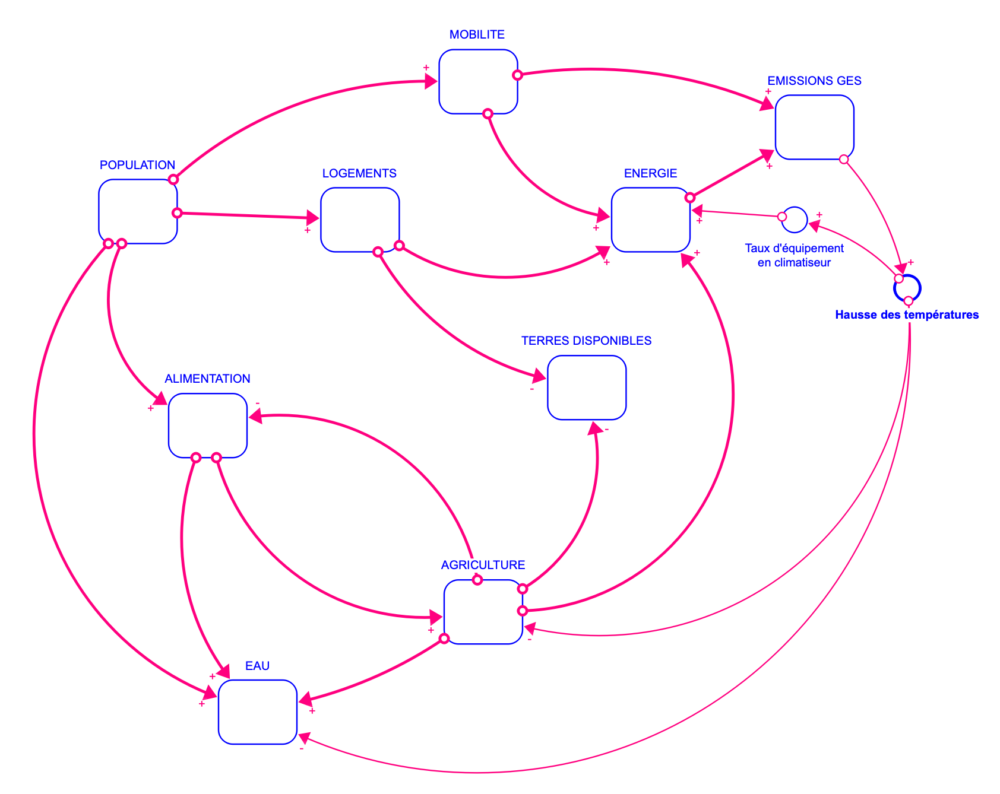 MOBILITE
+
EMISSIONS GES
+
POPULATION
LOGEMENTS
ENERGIE
+
+
+
+
+
Taux d'équipement
en climatiseur
+
+
+
Hausse des températures
TERRES DISPONIBLES
ALIMENTATION
-
-
+
-
AGRICULTURE
+
-
EAU
+
+
+
-